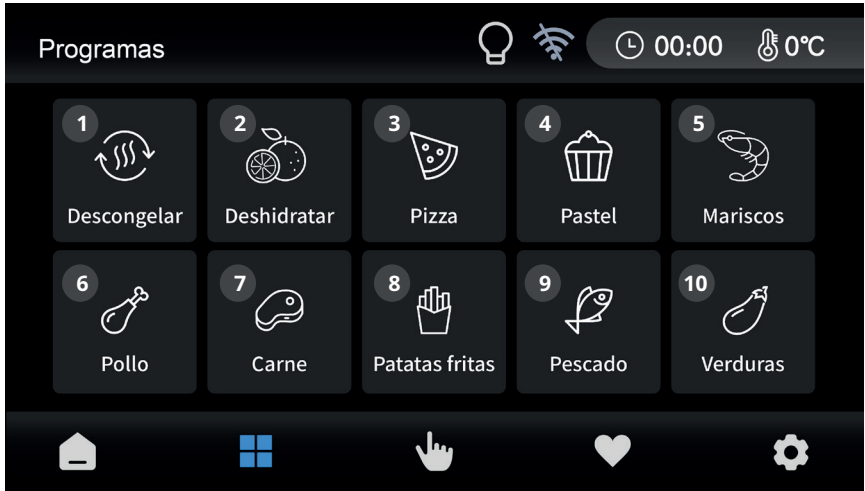 Programas
00:00 0°C
1 2 3 4 5
Descongelar Deshidratar Pizza Pastel Mariscos
6 7 8 9 10
Pollo Carne Patatas fritas Pescado Verduras